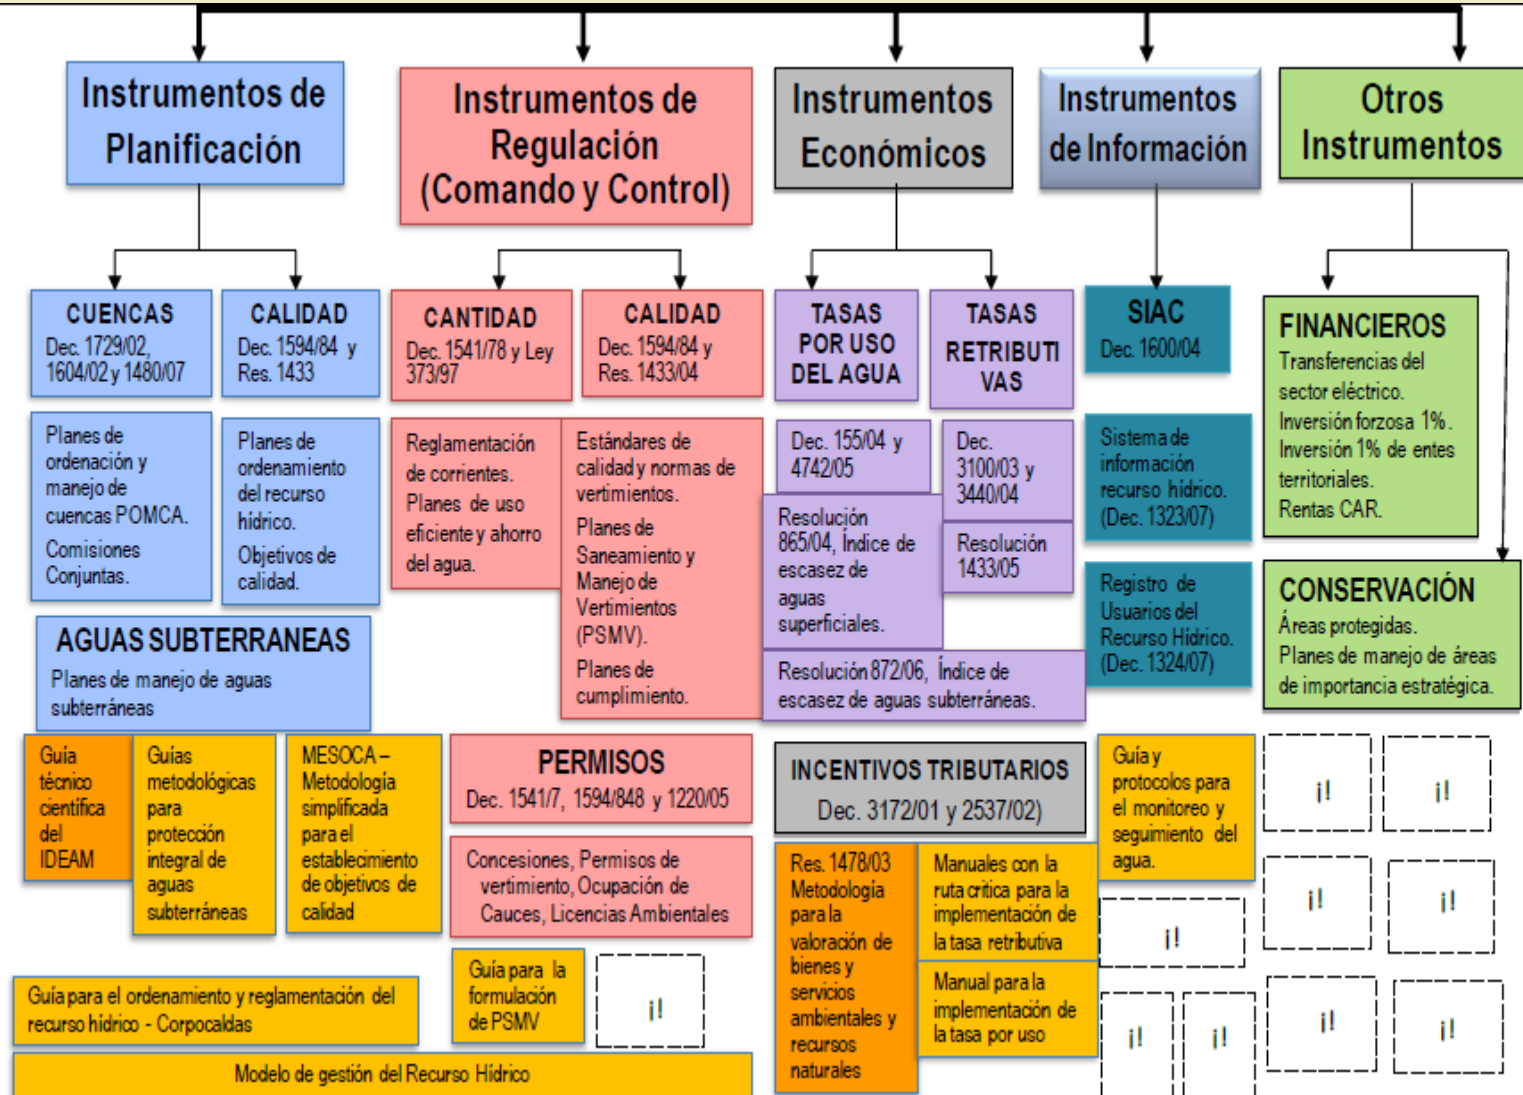 Instrumentos de
Planificación
Instrumentos de
Regulación
(Comando y Control)
Instrumentos
Económicos
Instrumentos
de Información
Otros
Instrumentos
CUENCAS
Dec. 1729/02,
1604/02 y 1480/07
CALIDAD
Dec. 1594/84 y
Res. 1433
CANTIDAD
Dec. 1541/78 y Ley
373/97
CALIDAD
Dec. 1594/84 y
Res. 1433/04
TASAS
POR USO
DEL AGUA
TASAS
RETRIBUTI
VAS
SIAC
Dec. 1600/04
FINANCIEROS
Transferencias del
sector eléctrico.
Inversión forzosa 1%.
Inversión 1% de entes
territoriales.
Rentas CAR.
Planes de
ordenación y
manejo de
cuencas POMCA.
Comisiones
Conjuntas.
Planes de
ordenamiento
del recurso
hídrico.
Objetivos de
calidad.
Reglamentación
de corrientes.
Planes de uso
eficiente y ahorro
del agua.
Estándares de
calidad y normas de
vertimientos.
Planes de
Saneamiento y
Manejo de
Vertimientos
(PSMV).
Planes de
cumplimiento.
Dec. 155/04 y
4742/05
Dec.
3100/03 y
3440/04
Resolución
865/04, Índice de
escasez de
aguas
superficiales.
Resolución
1433/05
Resolución 872/06, Índice de
escasez de aguas subterráneas.
Sistema de
información
recurso hídrico.
(Dec. 1323/07)
Registro de
Usuarios del
Recurso Hídrico.
(Dec. 1324/07)
CONSERVACIÓN
Áreas protegidas.
Planes de manejo de áreas
de importancia estratégica.
AGUAS SUBTERRANEAS
Planes de manejo de aguas
subterráneas
Guía
técnico
científica
del
IDEAM
Guías
metodológicas
para
protección
integral de
aguas
subterráneas
MESOCA –
Metodología
simplificada
para el
establecimiento
de objetivos de
calidad
PERMISOS
Dec. 1541/7, 1594/848 y 1220/05
Concesiones, Permisos de
vertimiento, Ocupación de
Cauces, Licencias Ambientales
INCENTIVOS TRIBUTARIOS
Dec. 3172/01 y 2537/02)
Res. 1478/03
Metodología
para la
valoración de
bienes y
servicios
ambientales y
recursos
naturales
Manuales con la
ruta critica para la
implementación de
la tasa retributiva
Manual para la
implementación de
la tasa por uso
Guía y
protocolos para
el monitoreo y
seguimiento del
agua.
¡!
¡!
¡!
¡!
¡!
¡!
¡!
¡!
¡!
Guía para la
formulación
de PSMV
¡!
Guía para el ordenamiento y reglamentación del
recurso hídrico - Corpocaldas
Modelo de gestión del Recurso Hídrico